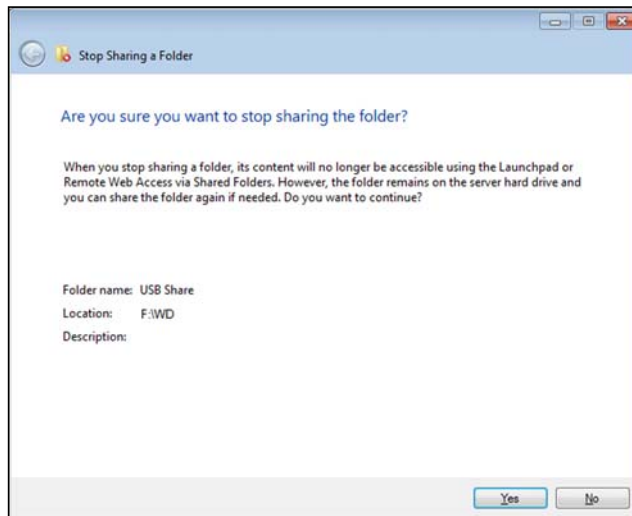 Stop Sharing a Folder
Are you sure you want to stop sharing the folder?
When you stop sharing a folder, its content will no longer be accessible using the Launchpad or
Remote Web Access via Shared Folders. However, the folder remains on the server hard drive and
you can share the folder again if needed. Do you want to continue?
Folder name: USB Share
Location: F:\WD
Description:
Yes No